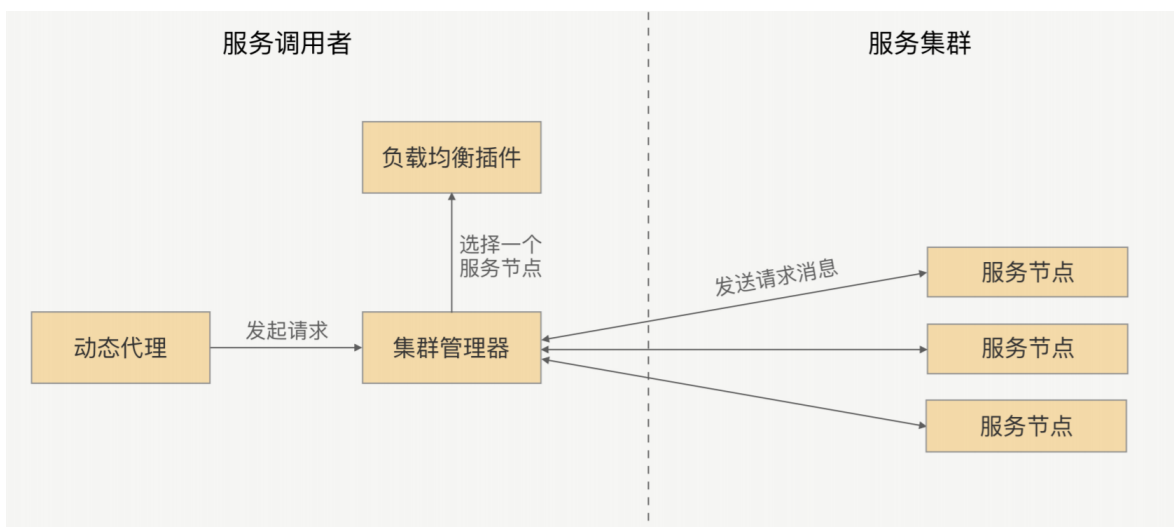 服务调用者
服务集群
负载均衡插件
选择一个
服务节点
发送请求消息
服务节点
动态代理
发起请求
集群管理器
服务节点
服务节点